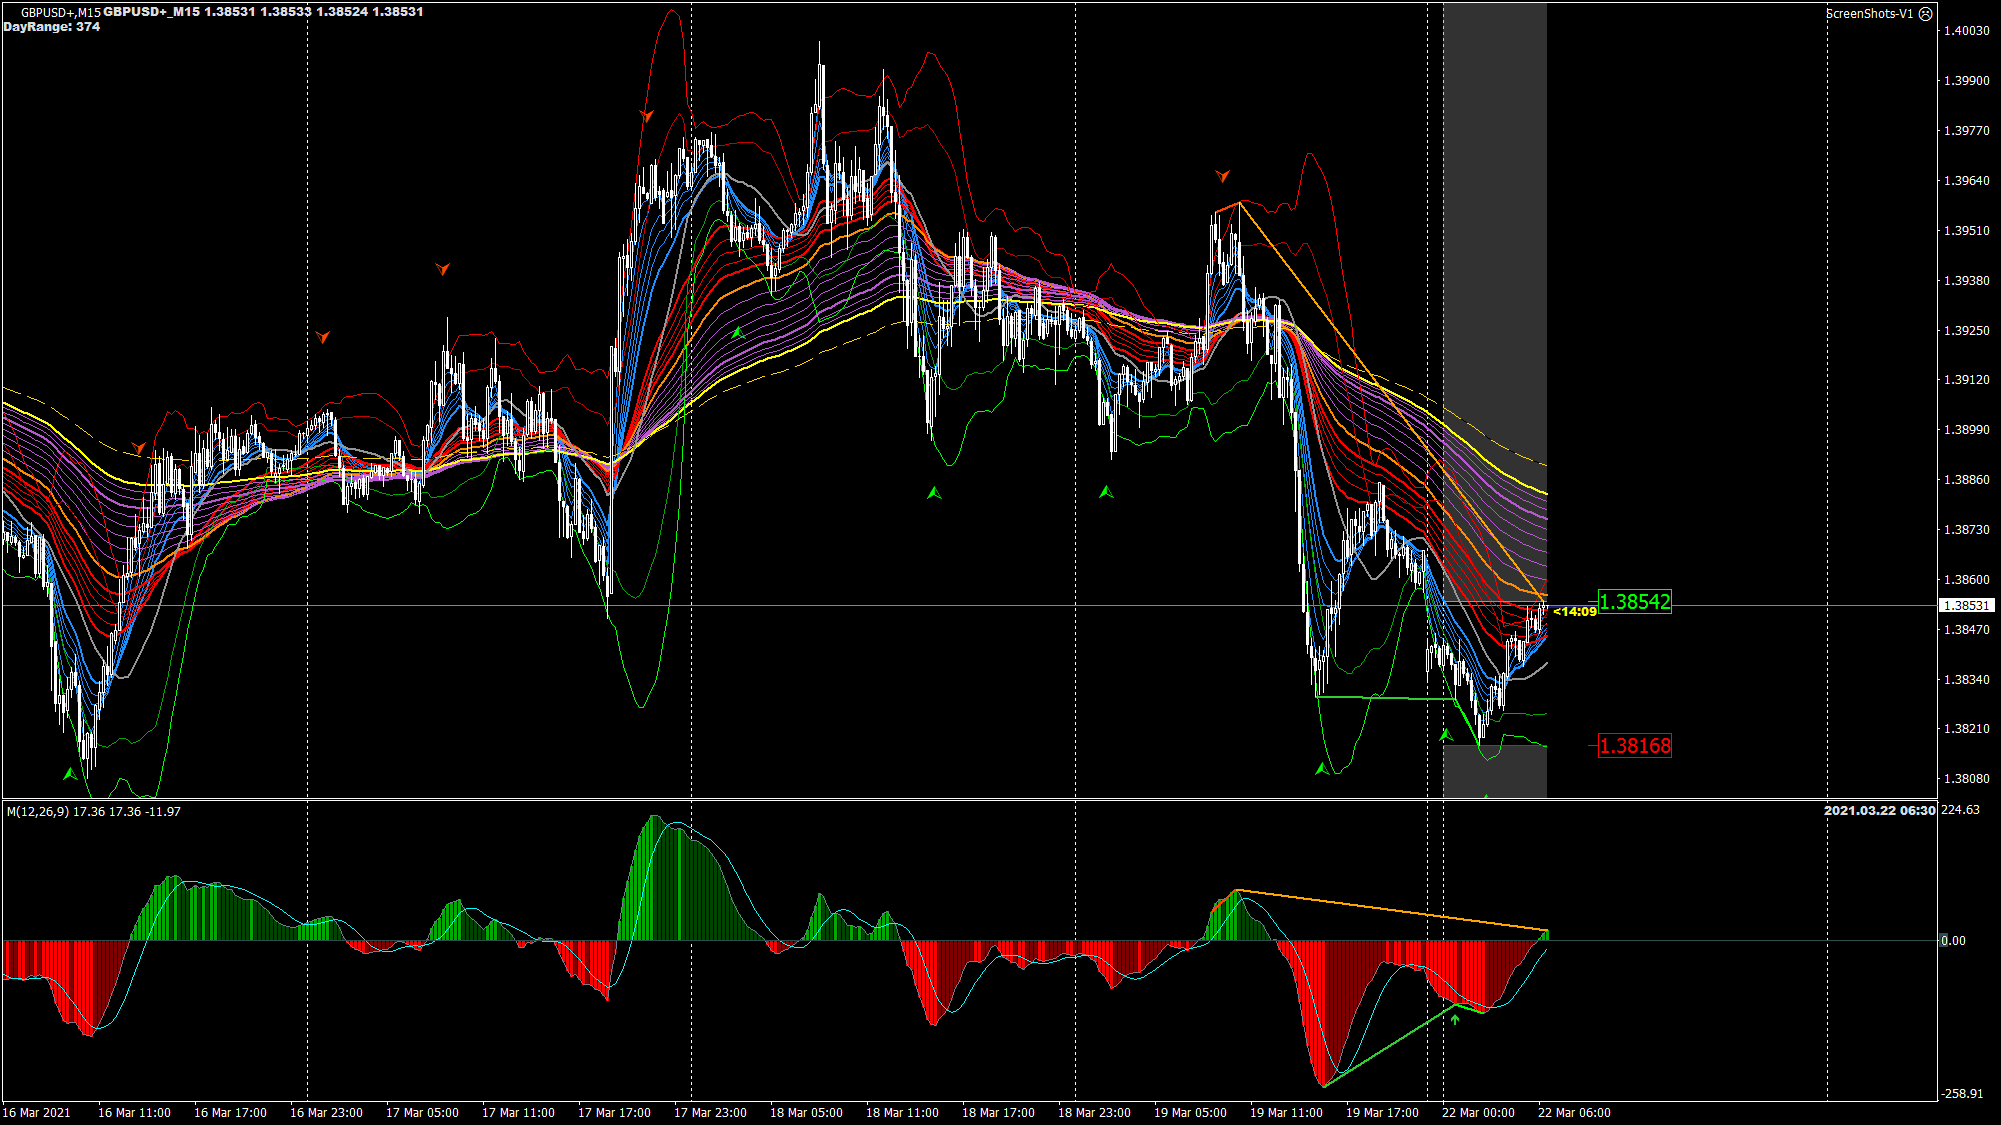 GBPUSD+,M15 GBPUSD+_M15 1.38531 1.38533 1.38524 1.38531
ScreenShots-V1
DayRange: 374
1.40030
1.39900
1.39770
1.39640
1.39510
1.39380
1.39250
1.39120
1.38990
1.38860
1.38730
1.38600
1.38542
1.38531
<14:09
1.38470
1.38340
1.38168
1.38210
1.38080
M(12,26,9) 17.36 17.36 -11.97
2021.03.22 06:30
224.63
0.00
-258.91
16 Mar 2021
16 Mar 11:00
16 Mar 17:00
16 Mar 23:00
17 Mar 05:00
17 Mar 11:00
17 Mar 17:00
17 Mar 23:00
18 Mar 05:00
18 Mar 11:00
18 Mar 17:00
18 Mar 23:00
19 Mar 05:00
19 Mar 11:00
19 Mar 17:00
22 Mar 00:00
22 Mar 06:00